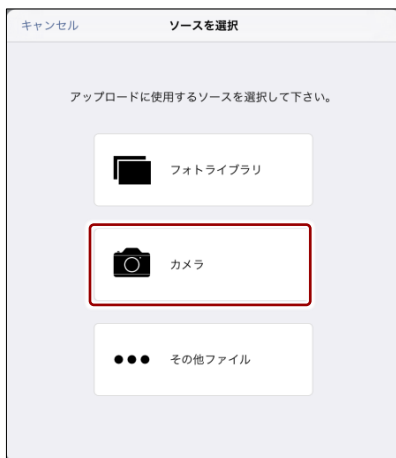 キャンセル ソースを選択
アップロードに使用するソースを選択して下さい。
フォトライブラリ
カメラ
その他ファイル